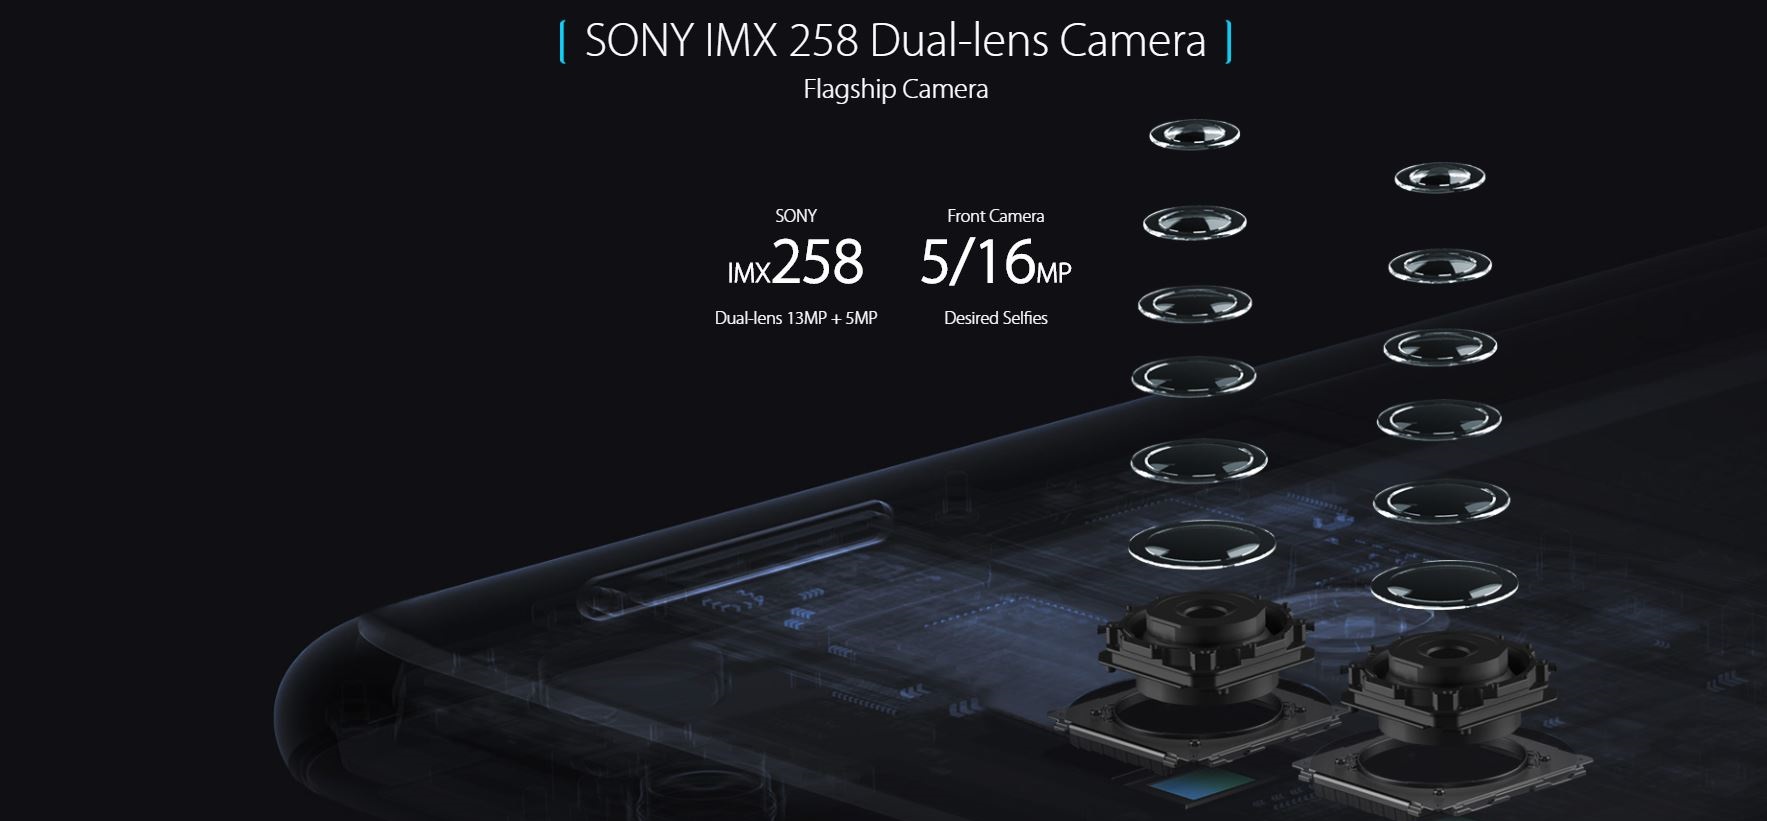 [ SONY IMX 258 Dual-lens Camera ]
Flagship Camera
SONY
IMX258
Dual-lens 13MP + 5MP
Front Camera
5/16MP
Desired Selfies